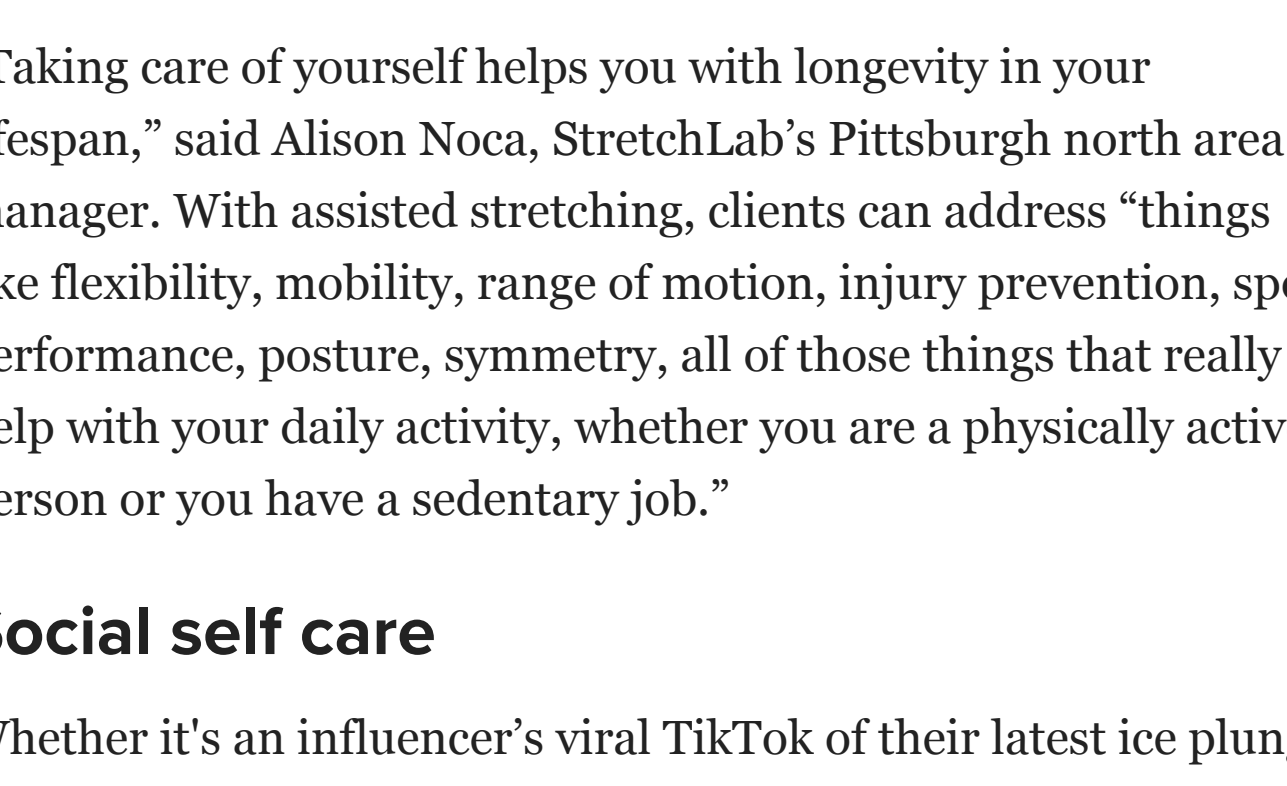 Taking care of yourself helps you with longevity in your
fespan,” said Alison Noca, StretchLab’s Pittsburgh north area
anager. With assisted stretching, clients can address “things
ke flexibility, mobility, range of motion, injury prevention, spo
erformance, posture, symmetry, all of those things that really
elp with your daily activity, whether you are a physically activ
erson or you have a sedentary job.”
Social self care
Whether it's an influencer’s viral TikTok of their latest ice plun